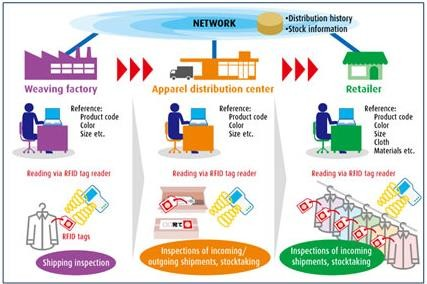 NETWORK
•Distribution history
•Stock information
Weaving factory
Apparel distribution center
Retailer
Reference:
Product code
Color
Size etc.
Reference:
Product code
Color
Size etc.
Reference:
Product code
Color
Size
Cloth
Materials etc.
Reading via RFID tag reader
Reading via RFID tag reader
Reading via RFID tag reader
RFID tags
Shipping inspection
Inspections of incoming/
outgoing shipments, stocktaking
Inspections of incoming
shipments, stocktaking